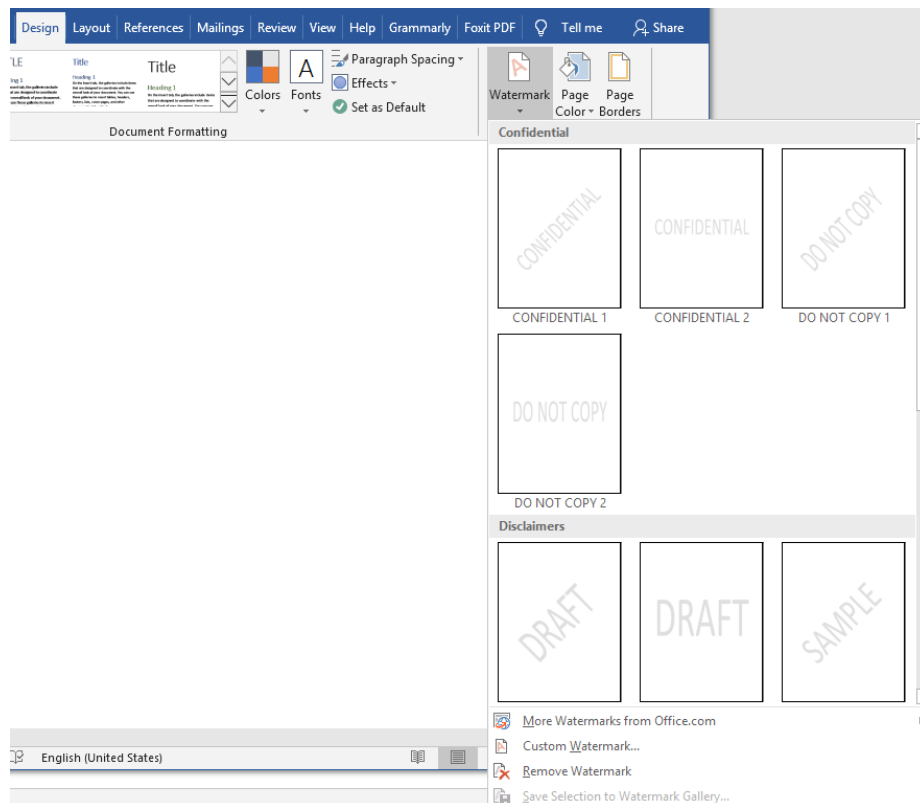 Design Layout References Mailings Review View Help Grammarly Foxit PDF Tell me Share
Title
Heading 1
Title
Heading 1
Colors
Fonts
A
Paragraph Spacing
Effects
Set as Default
Document Formatting
Watermark
Page Color
Page Borders
Confidential
CONFIDENTIAL
CONFIDENTIAL
DO NOT COPY
CONFIDENTIAL 1
CONFIDENTIAL 2
DO NOT COPY 1
DO NOT COPY
DO NOT COPY 2
Disclaimers
DRAFT
DRAFT
SAMPLE
More Watermarks from Office.com
Custom Watermark...
Remove Watermark
Save Selection to Watermark Gallery...
English (United States)